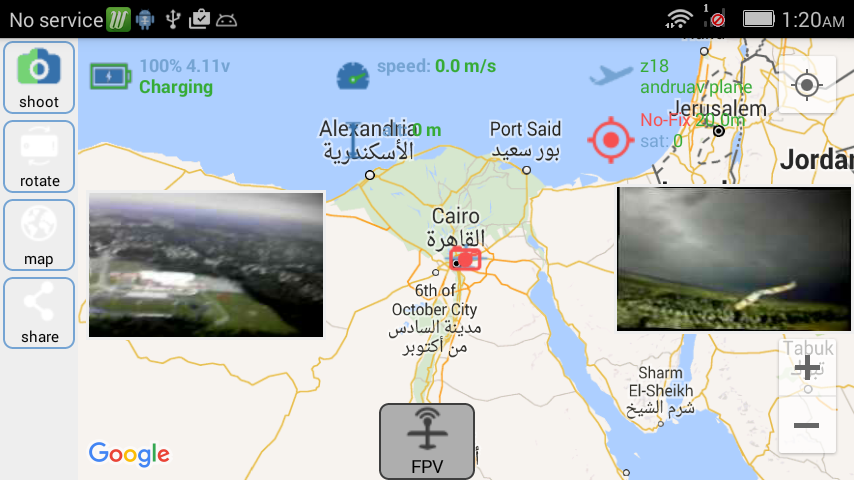 No service
1
1:20AM
shoot
rotate
map
share
100% 4.11v
Charging
speed: 0.0 m/s
z18
andruav plane
No-Fix 20.0m
sat: 0
0 m
Jerusalem
Jordan
Alexandria
الأسكندرية
Port Said
بور سعيد
Cairo
القاهرة
6th of
October City
مدينة السادس
من أكتوبر
Sharm
El-Sheikh
شرم الشيخ
Tabuk
تبوك
Google
FPV